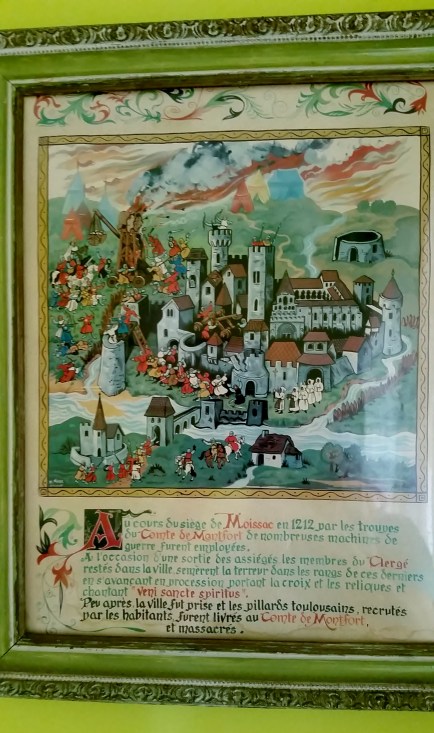 Au cours du siège de Moissac en 1212 par les troupes
du Comte de Montfort de nombreuses machines de
guerre furent employées.
A l'occasion d'une sortie des assiégés les membres du Clergé
restés dans la ville, semèrent la terreur dans les rangs de ces derniers
en s'avançant en procession portant la croix et les reliques et
chantant "Veni sancte spiritus".
Peu après, la ville fut prise et les pillards toulousains, recrutés
par les habitants, furent livrés au Comte de Montfort,
et massacrés.